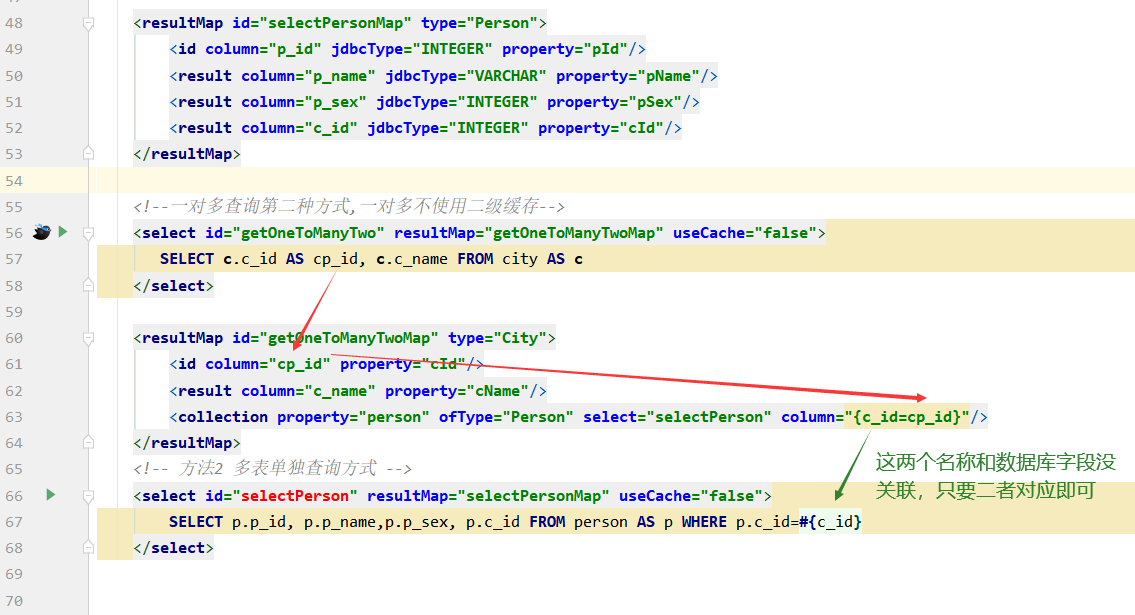 48 <resultMap id="selectPersonMap" type="Person">
49 <id column="p_id" jdbcType="INTEGER" property="pId"/>
50 <result column="p_name" jdbcType="VARCHAR" property="pName"/>
51 <result column="p_sex" jdbcType="INTEGER" property="pSex"/>
52 <result column="c_id" jdbcType="INTEGER" property="cId"/>
53 </resultMap>
54
55 <!--一对多查询第二种方式,一对多不使用二级缓存-->
56 <select id="getOneToManyTwo" resultMap="getOneToManyTwoMap" useCache="false">
57 SELECT c.c_id AS cp_id, c.c_name FROM city AS c
58 </select>
59
60 <resultMap id="getOneToManyTwoMap" type="City">
61 <id column="cp_id" property="cId"/>
62 <result column="c_name" property="cName"/>
63 <collection property="person" ofType="Person" select="selectPerson" column="{c_id=cp_id}"/>
64 </resultMap>
65 <!-- 方法2 多表单独查询方式 -->
这两个名称和数据库字段没
关联，只要二者对应即可
66 <select id="selectPerson" resultMap="selectPersonMap" useCache="false">
67 SELECT p.p_id, p.p_name,p.p_sex, p.c_id FROM person AS p WHERE p.c_id=#{c_id}
68 </select>
69
70